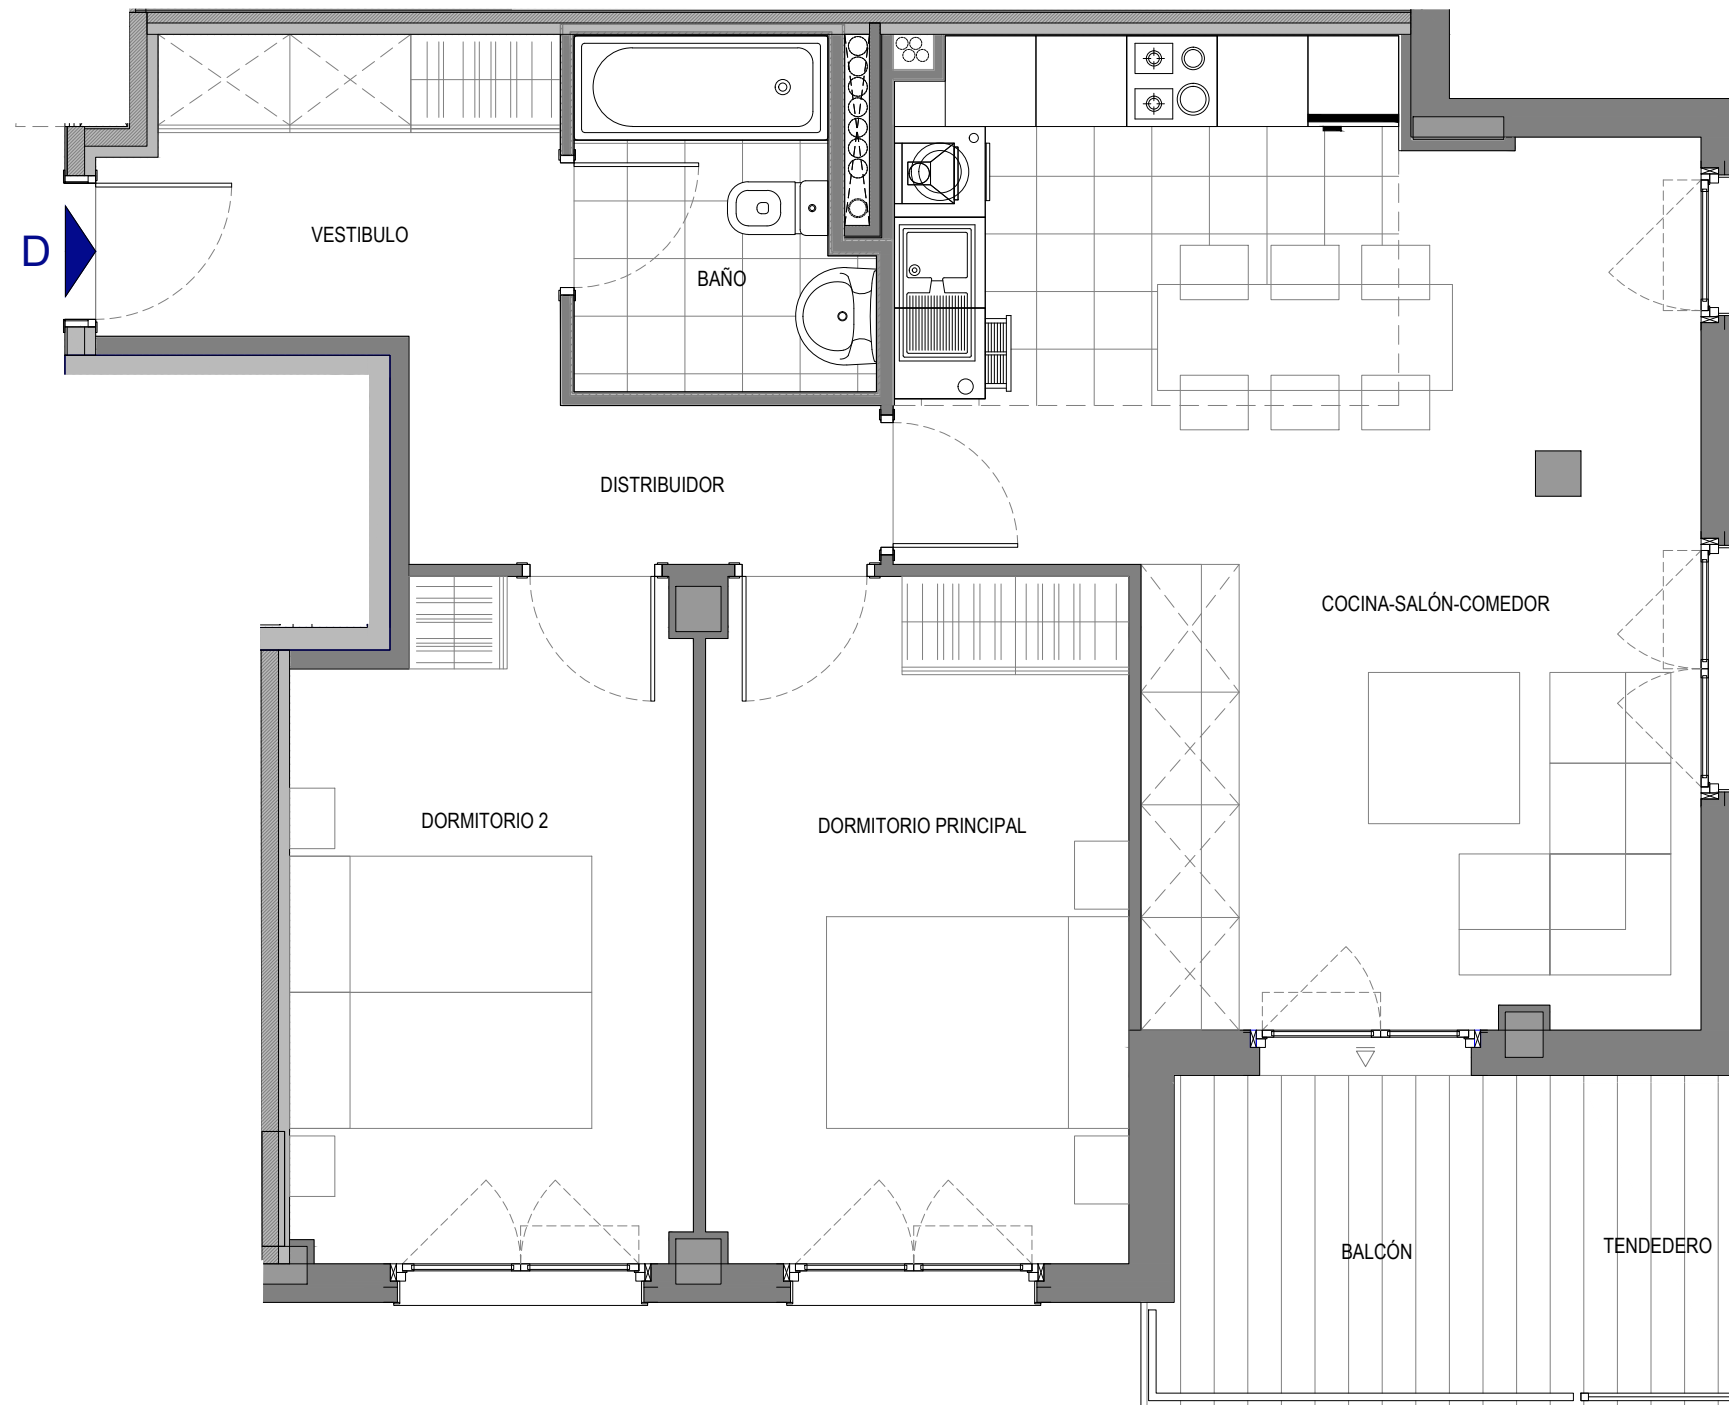 VESTIBULO
D
BAÑO
DISTRIBUIDOR
COCINA-SALÓN-COMEDOR
DORMITORIO 2
DORMITORIO PRINCIPAL
BALCÓN
TENDEDERO